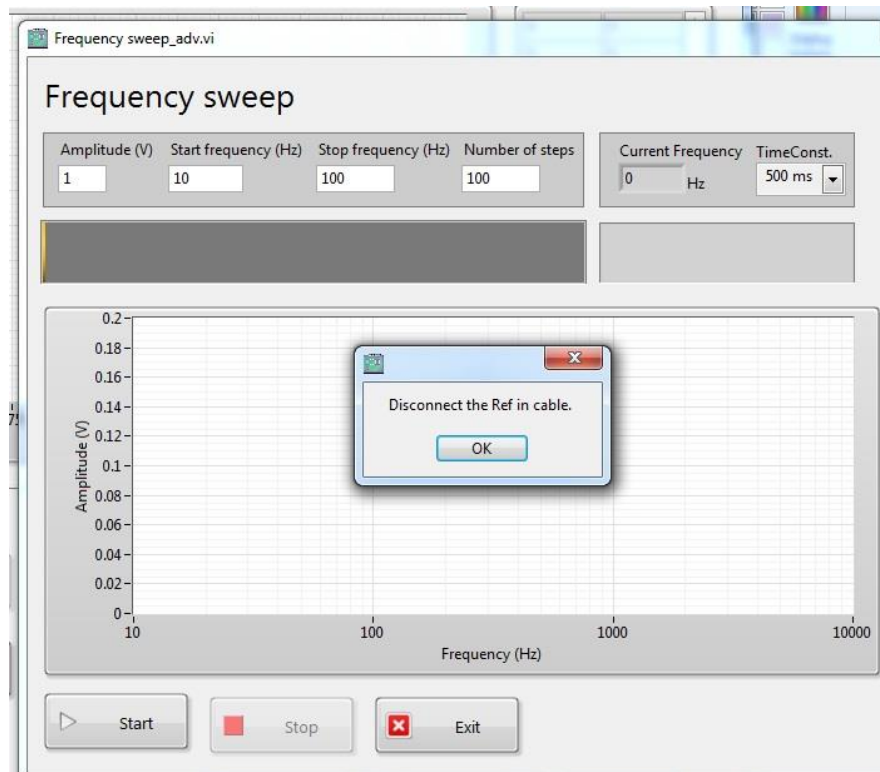 Frequency sweep_adv.vi
Frequency sweep
Amplitude (V) Start frequency (Hz) Stop frequency (Hz) Number of steps
1 10 100 100
Current Frequency TimeConst.
0 Hz 500 ms
0.2
0.18
0.16
0.14
0.12
0.1
0.08
0.06
0.04
0.02
0
Amplitude (V)
10 100 1000 10000
Frequency (Hz)
Disconnect the Ref in cable.
OK
Start Stop Exit